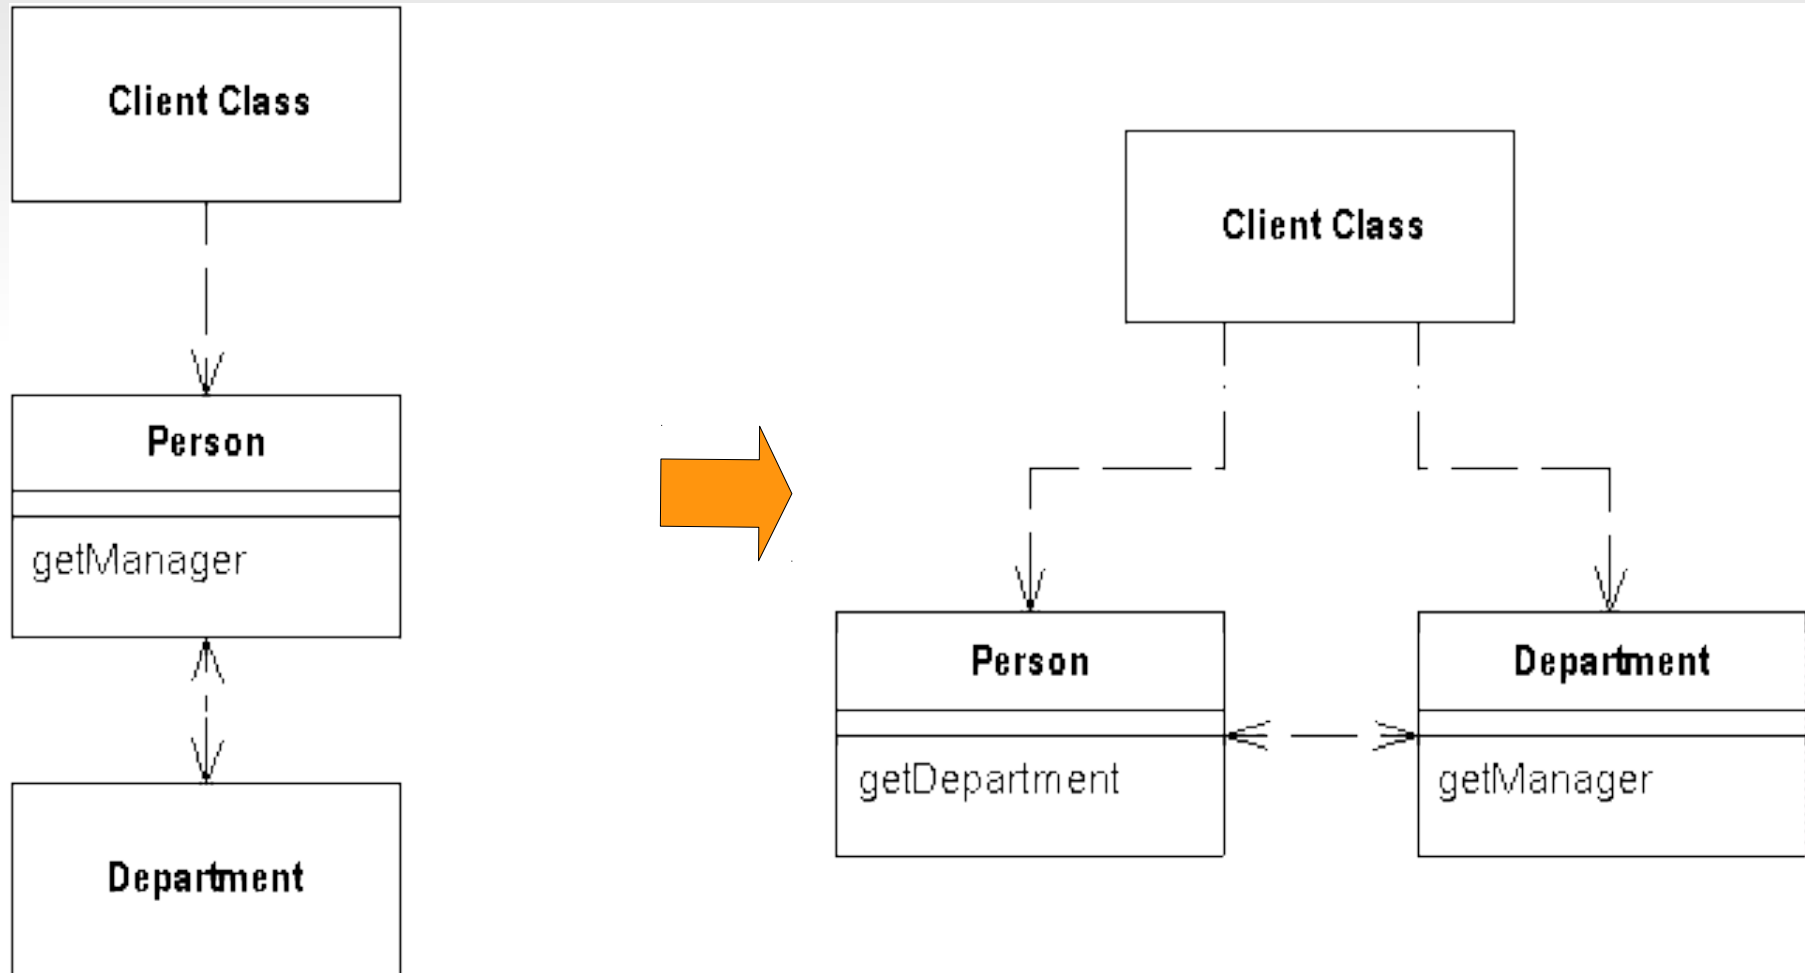 Client Class
Person
getManager
Department
Client Class
Person
getDepartment
Department
getManager